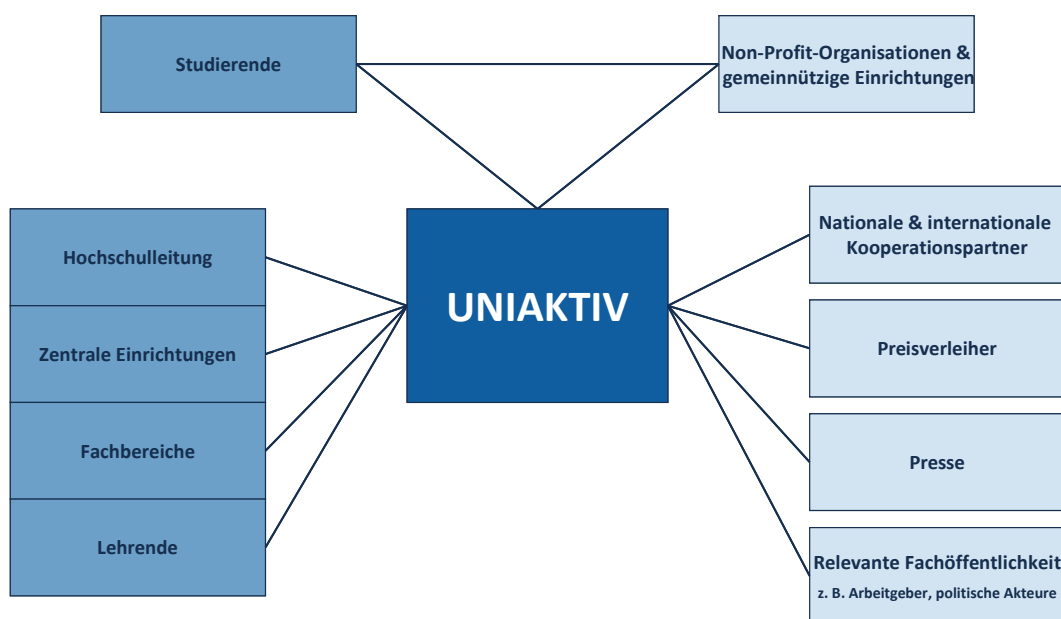 Studierende
Non-Profit-Organisationen &
gemeinnützige Einrichtungen
Hochschulleitung
Zentrale Einrichtungen
Fachbereiche
Lehrende
UNIAKTIV
Nationale & internationale
Kooperationspartner
Preisverleiher
Presse
Relevante Fachöffentlichkeit
z. B. Arbeitgeber, politische Akteure